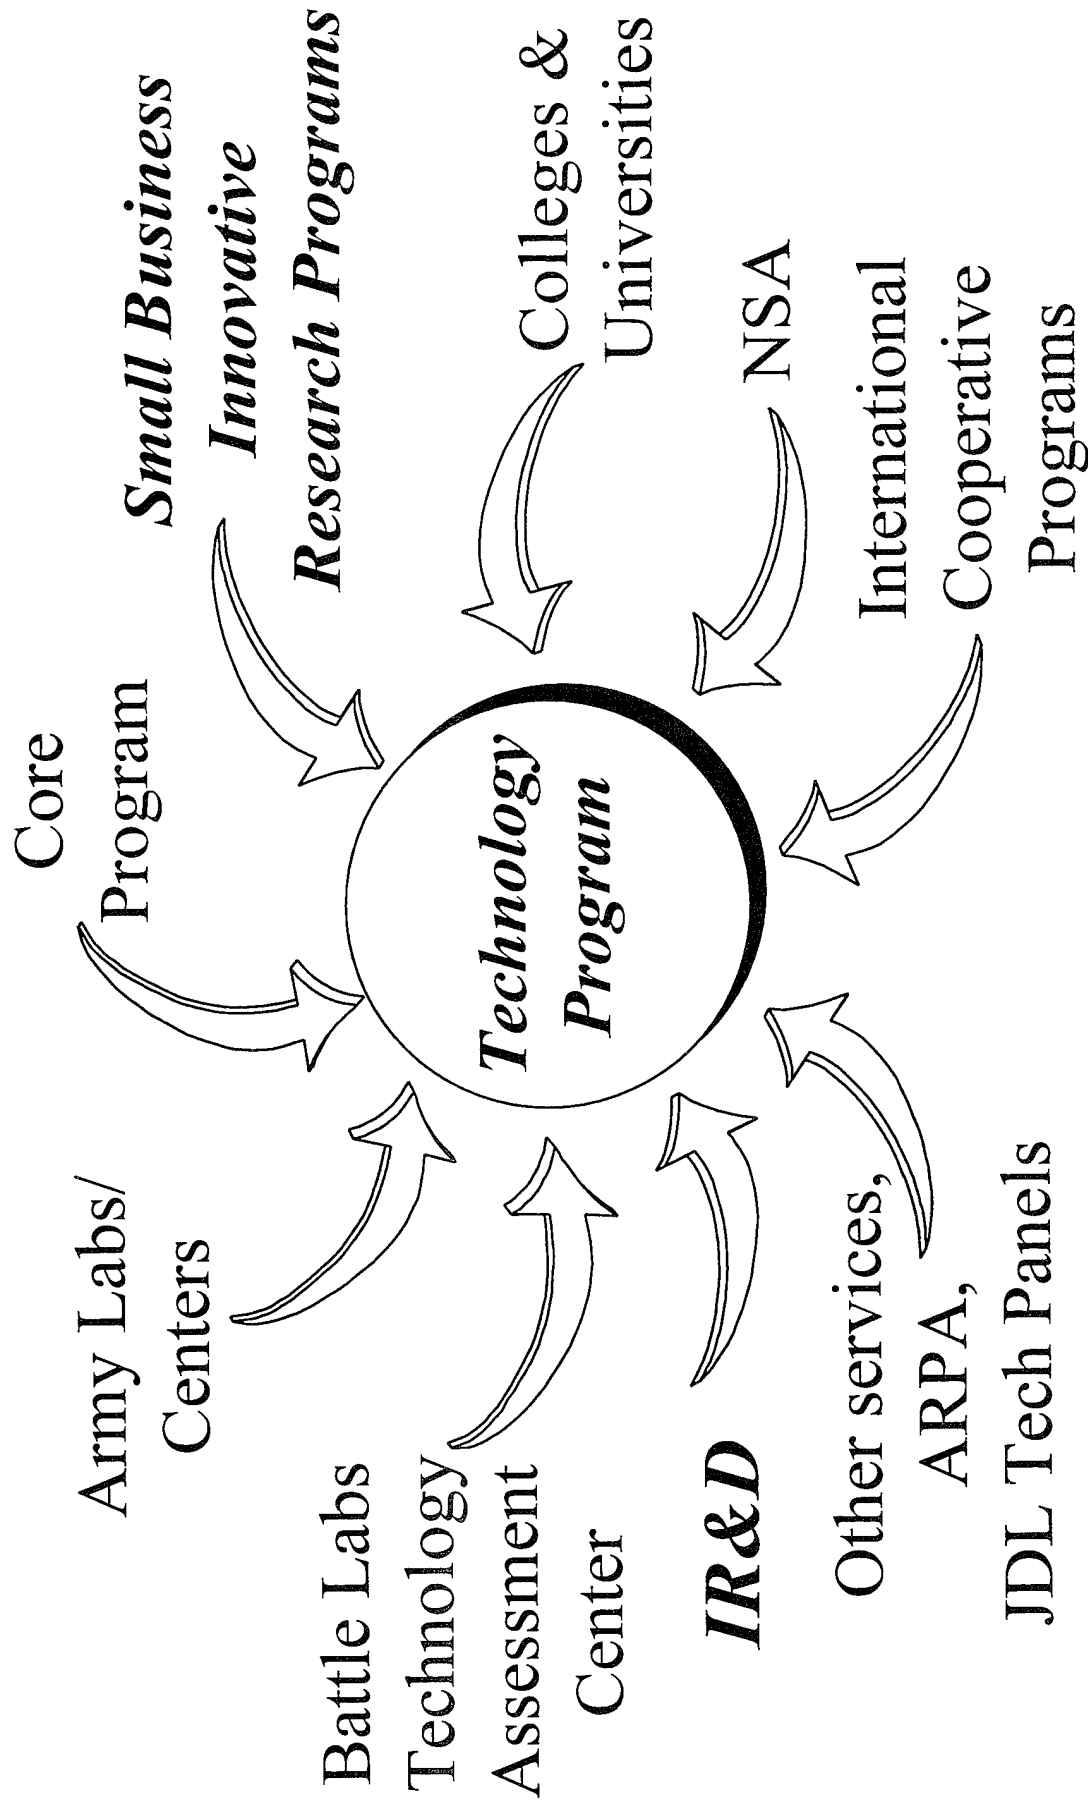 Core
Program
Small Business
Innovative
Research Programs
Colleges &
Universities
NSA
International
Cooperative
Programs
Other services,
ARPA,
JDL Tech Panels
IR&D
Battle Labs
Technology
Assessment
Center
Army Labs/
Centers
Technology
Program